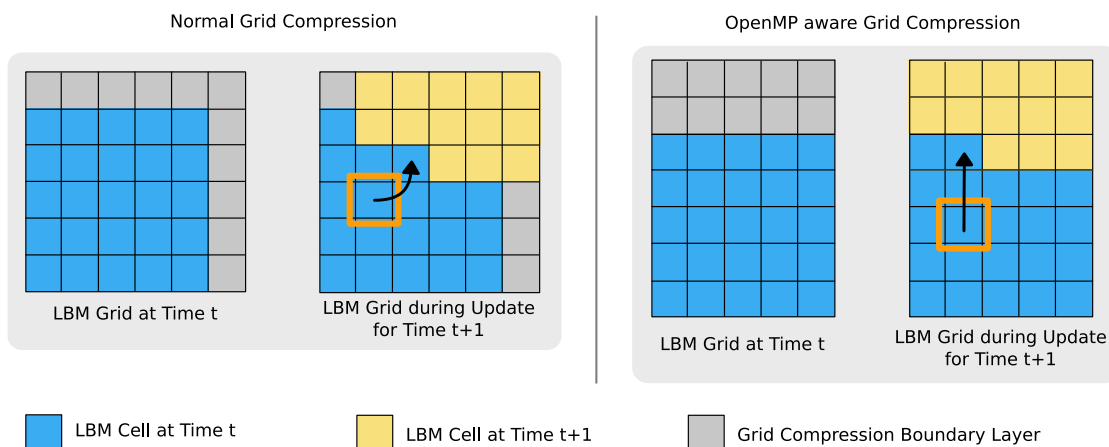 Normal Grid Compression
OpenMP aware Grid Compression
LBM Grid at Time t
LBM Grid during Update
for Time t+1
LBM Grid at Time t
LBM Grid during Update
for Time t+1
LBM Cell at Time t
LBM Cell at Time t+1
Grid Compression Boundary Layer